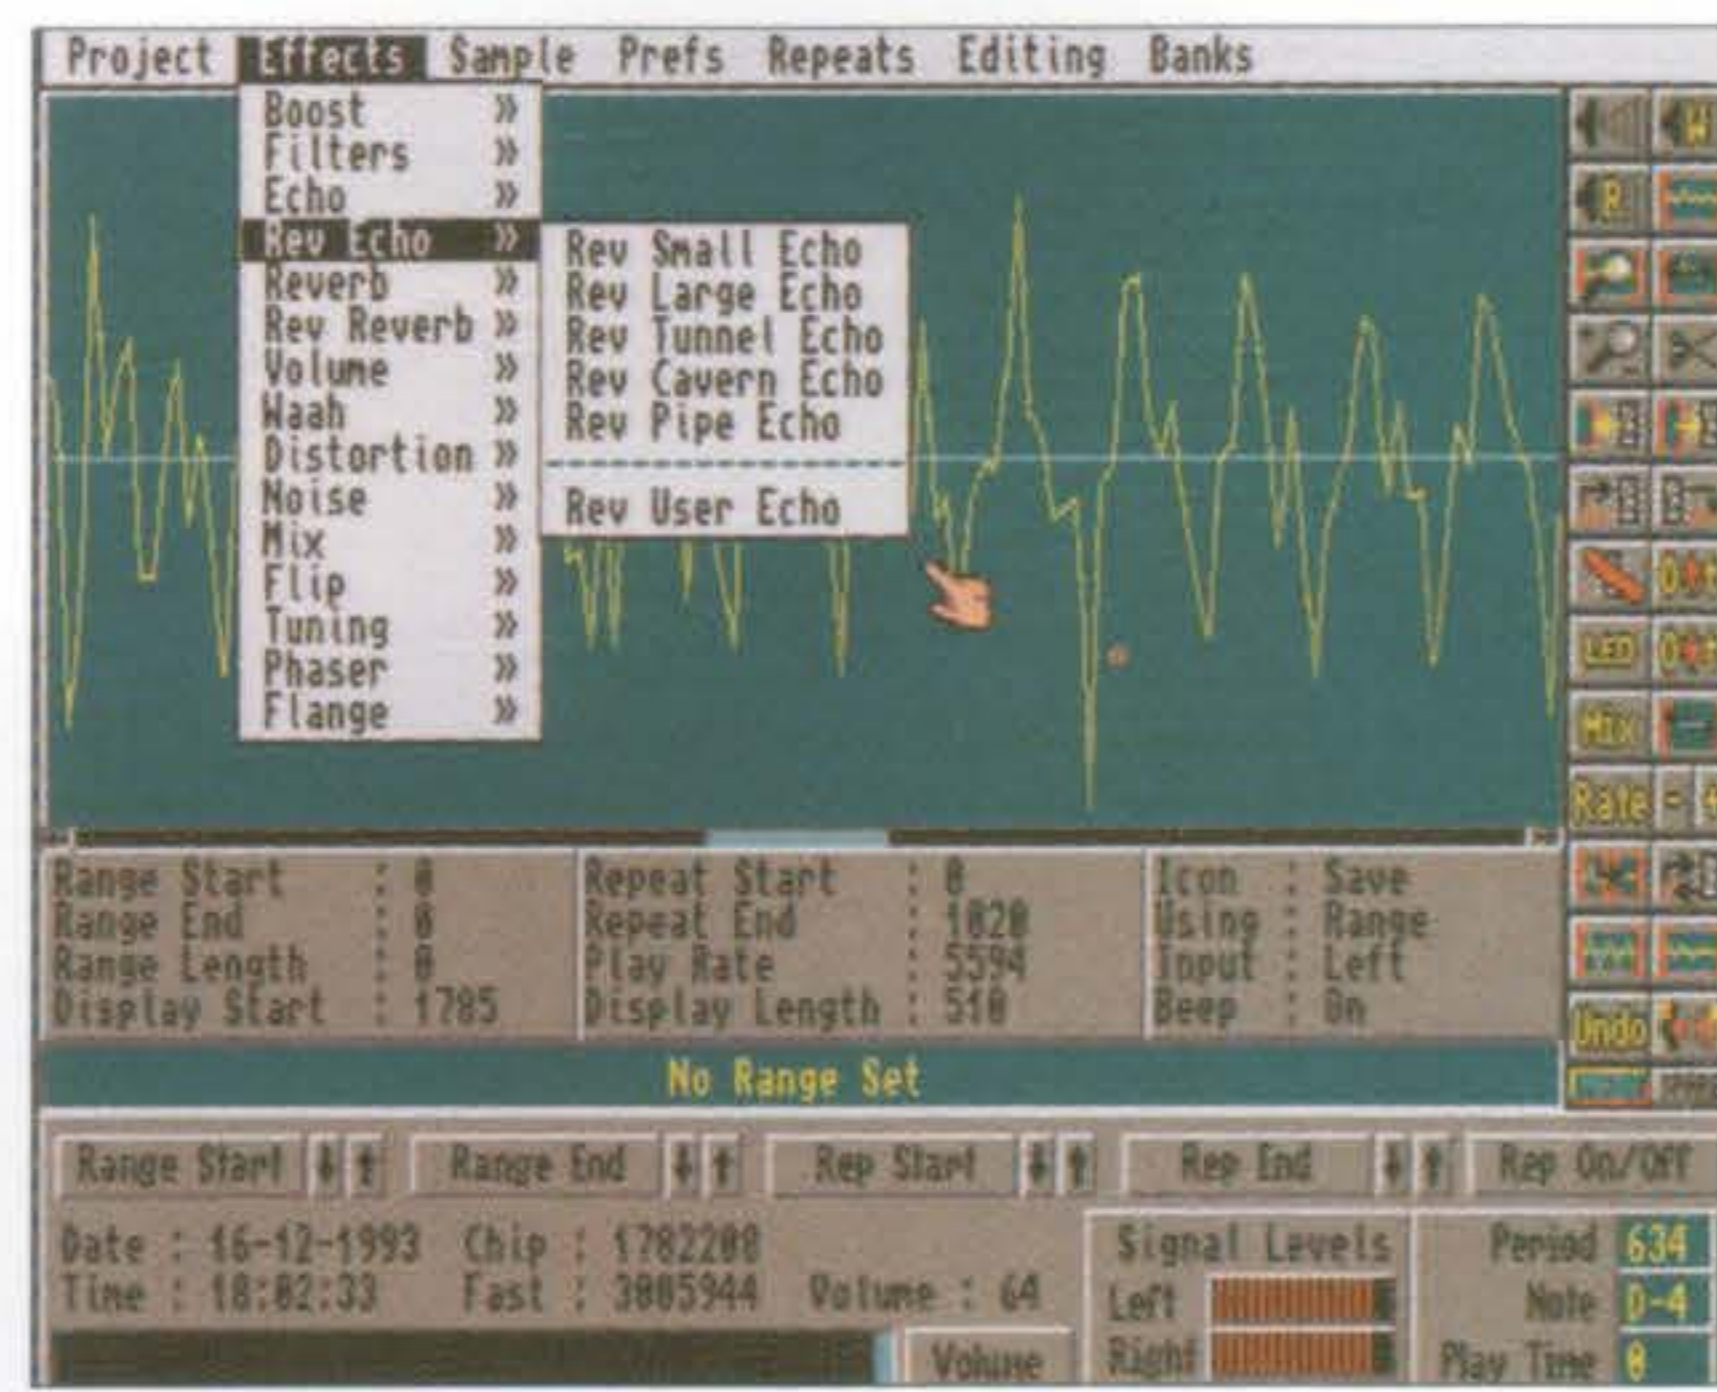 Project Effects Sample Prefs Repeats Editing Banks
Boost »
Filters »
Echo »
Rev Echo »
Reverb »
Rev Reverb »
Volume »
Waah »
Distortion »
Noise »
Mix »
Flip »
Tuning »
Phaser »
Flange »
Rev Small Echo
Rev Large Echo
Rev Tunnel Echo
Rev Cavern Echo
Rev Pipe Echo
Rev User Echo
W
R
LED
Mix
Rate - +
Undo
Range Start : 0
Range End : 0
Range Length : 0
Display Start : 1785
Repeat Start : 0
Repeat End : 1020
Play Rate : 5594
Display Length : 510
Icon : Save
Using : Range
Input : Left
Beep : On
No Range Set
Range Start
Range End
Rep Start
Rep End
Rep On/Off
Date : 16-12-1993 Chip : 1782208
Time : 18:02:33 Fast : 3005944 Volume : 64
Volume
Signal Levels
Left
Right
Period 634
Note D-4
Play Time 0